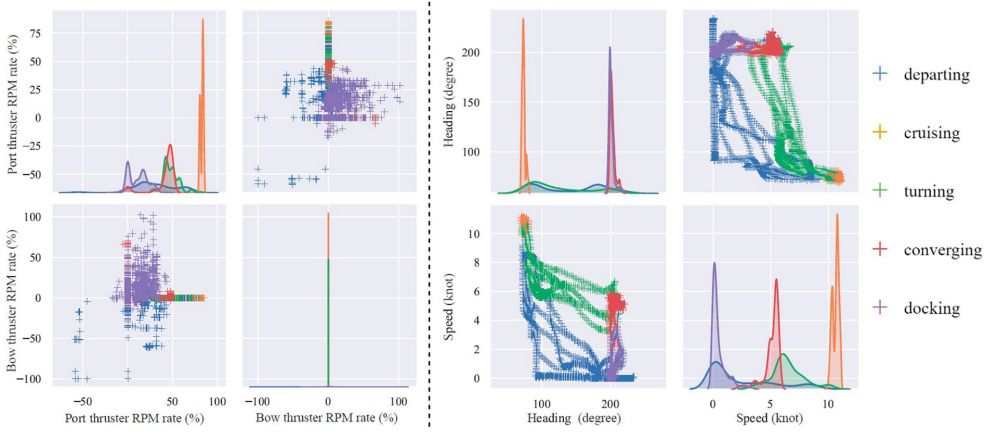 Port thruster RPM rate (%)
75
50
25
0
−25
−50
Bow thruster RPM rate (%)
100
50
0
−50
−100
−50
50
100
Port thruster RPM rate (%)
−100
0
100
Bow thruster RPM rate (%)
Heading (degree)
200
150
100
Speed (knot)
10
8
6
4
2
0
100
200
Heading (degree)
0
5
10
Speed (knot)
departing
cruising
turning
converging
docking